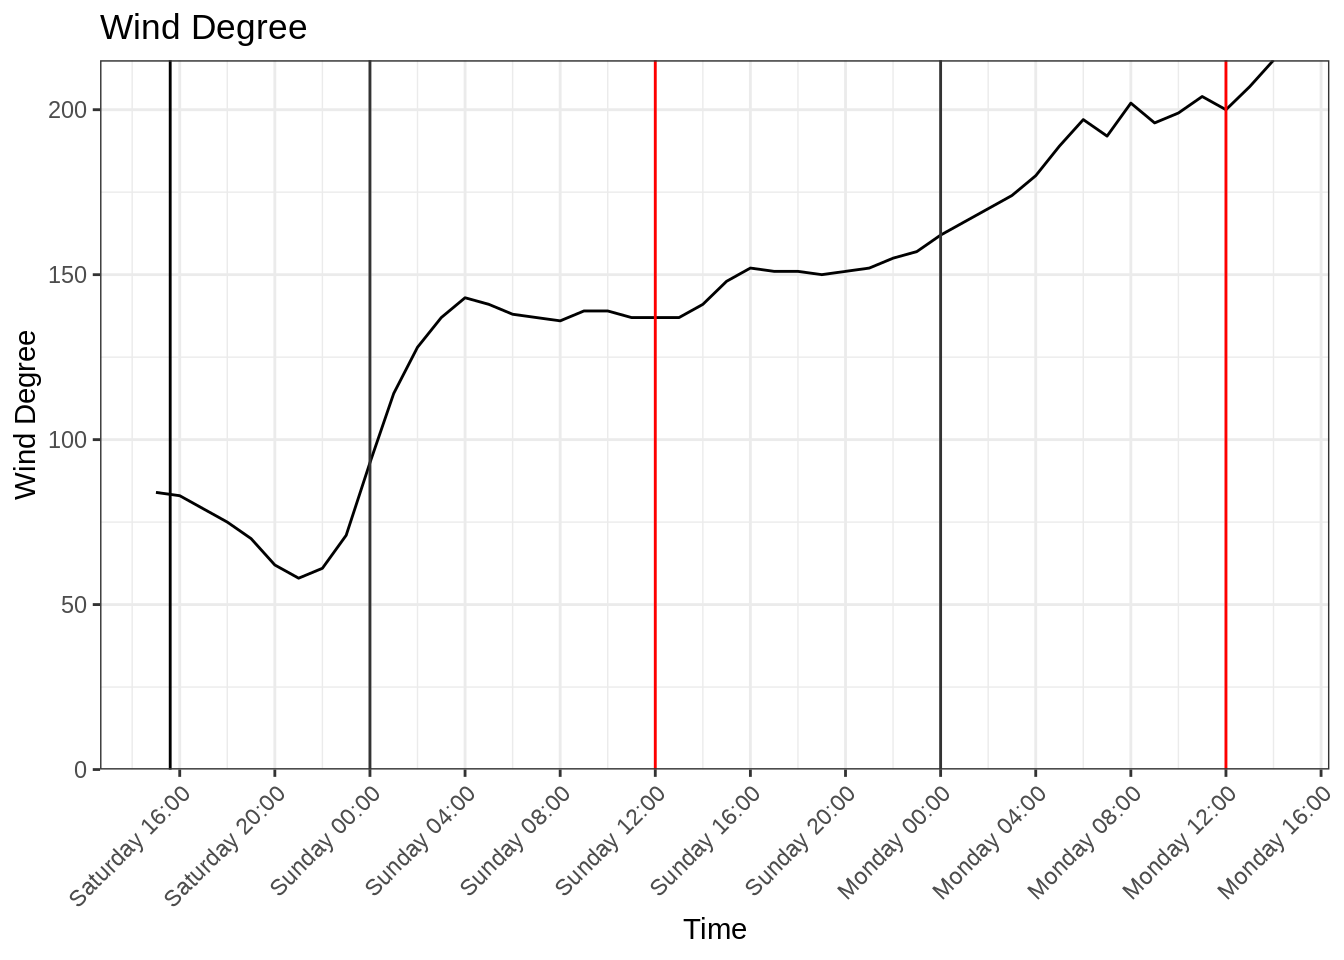 Wind Degree
Wind Degree
200
150
100
50
0
Saturday 16:00
Saturday 20:00
Sunday 00:00
Sunday 04:00
Sunday 08:00
Sunday 12:00
Sunday 16:00
Sunday 20:00
Monday 00:00
Monday 04:00
Monday 08:00
Monday 12:00
Monday 16:00
Time